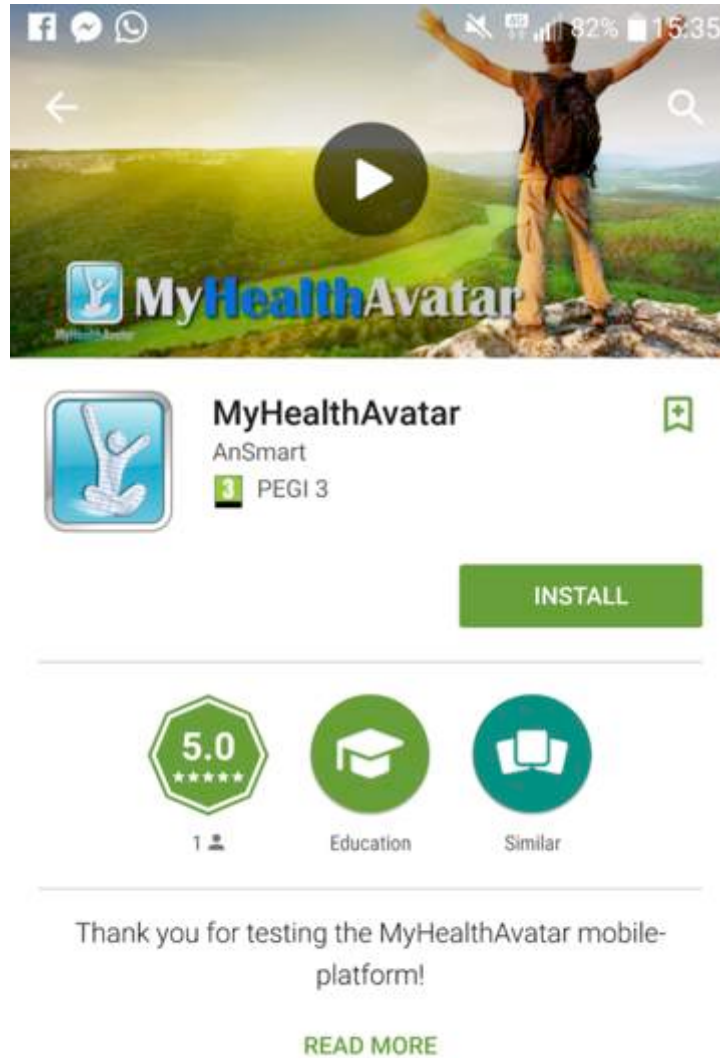 82% 15:35
MyHealthAvatar
MyHealthAvatar
MyHealthAvatar
AnSmart
3 PEGI 3
INSTALL
5.0
1
Education
Similar
Thank you for testing the MyHealthAvatar mobile-
platform!
READ MORE